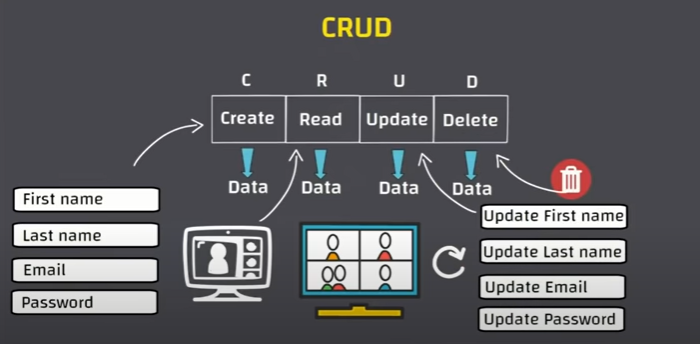 CRUD
C R U D
Create Read Update Delete
Data Data Data Data
First name
Last name
Email
Password
Update First name
Update Last name
Update Email
Update Password